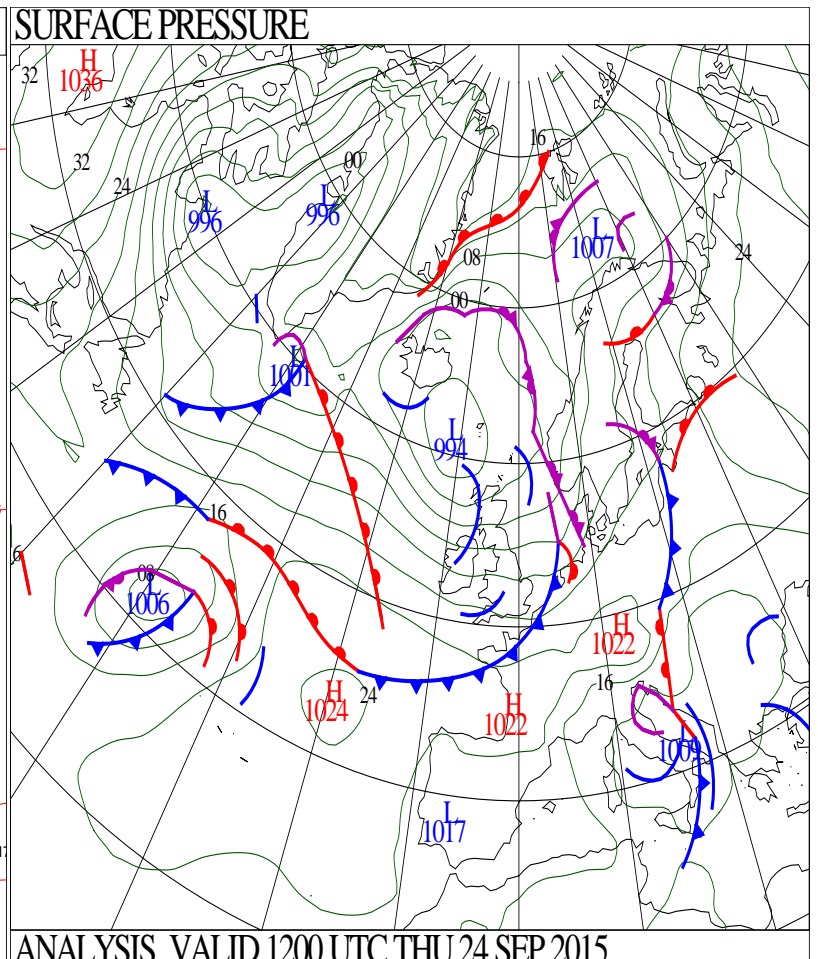 SURFACE PRESSURE
H
1036
32
32
24
00
16
L
996
L
996
L
1007
08
24
00
L
1001
L
994
16
08
L
1006
H
1022
H
1024
24
H
1022
16
L
1009
L
1017
ANALYSIS VALID 1200 UTC THU 24 SEP 2015